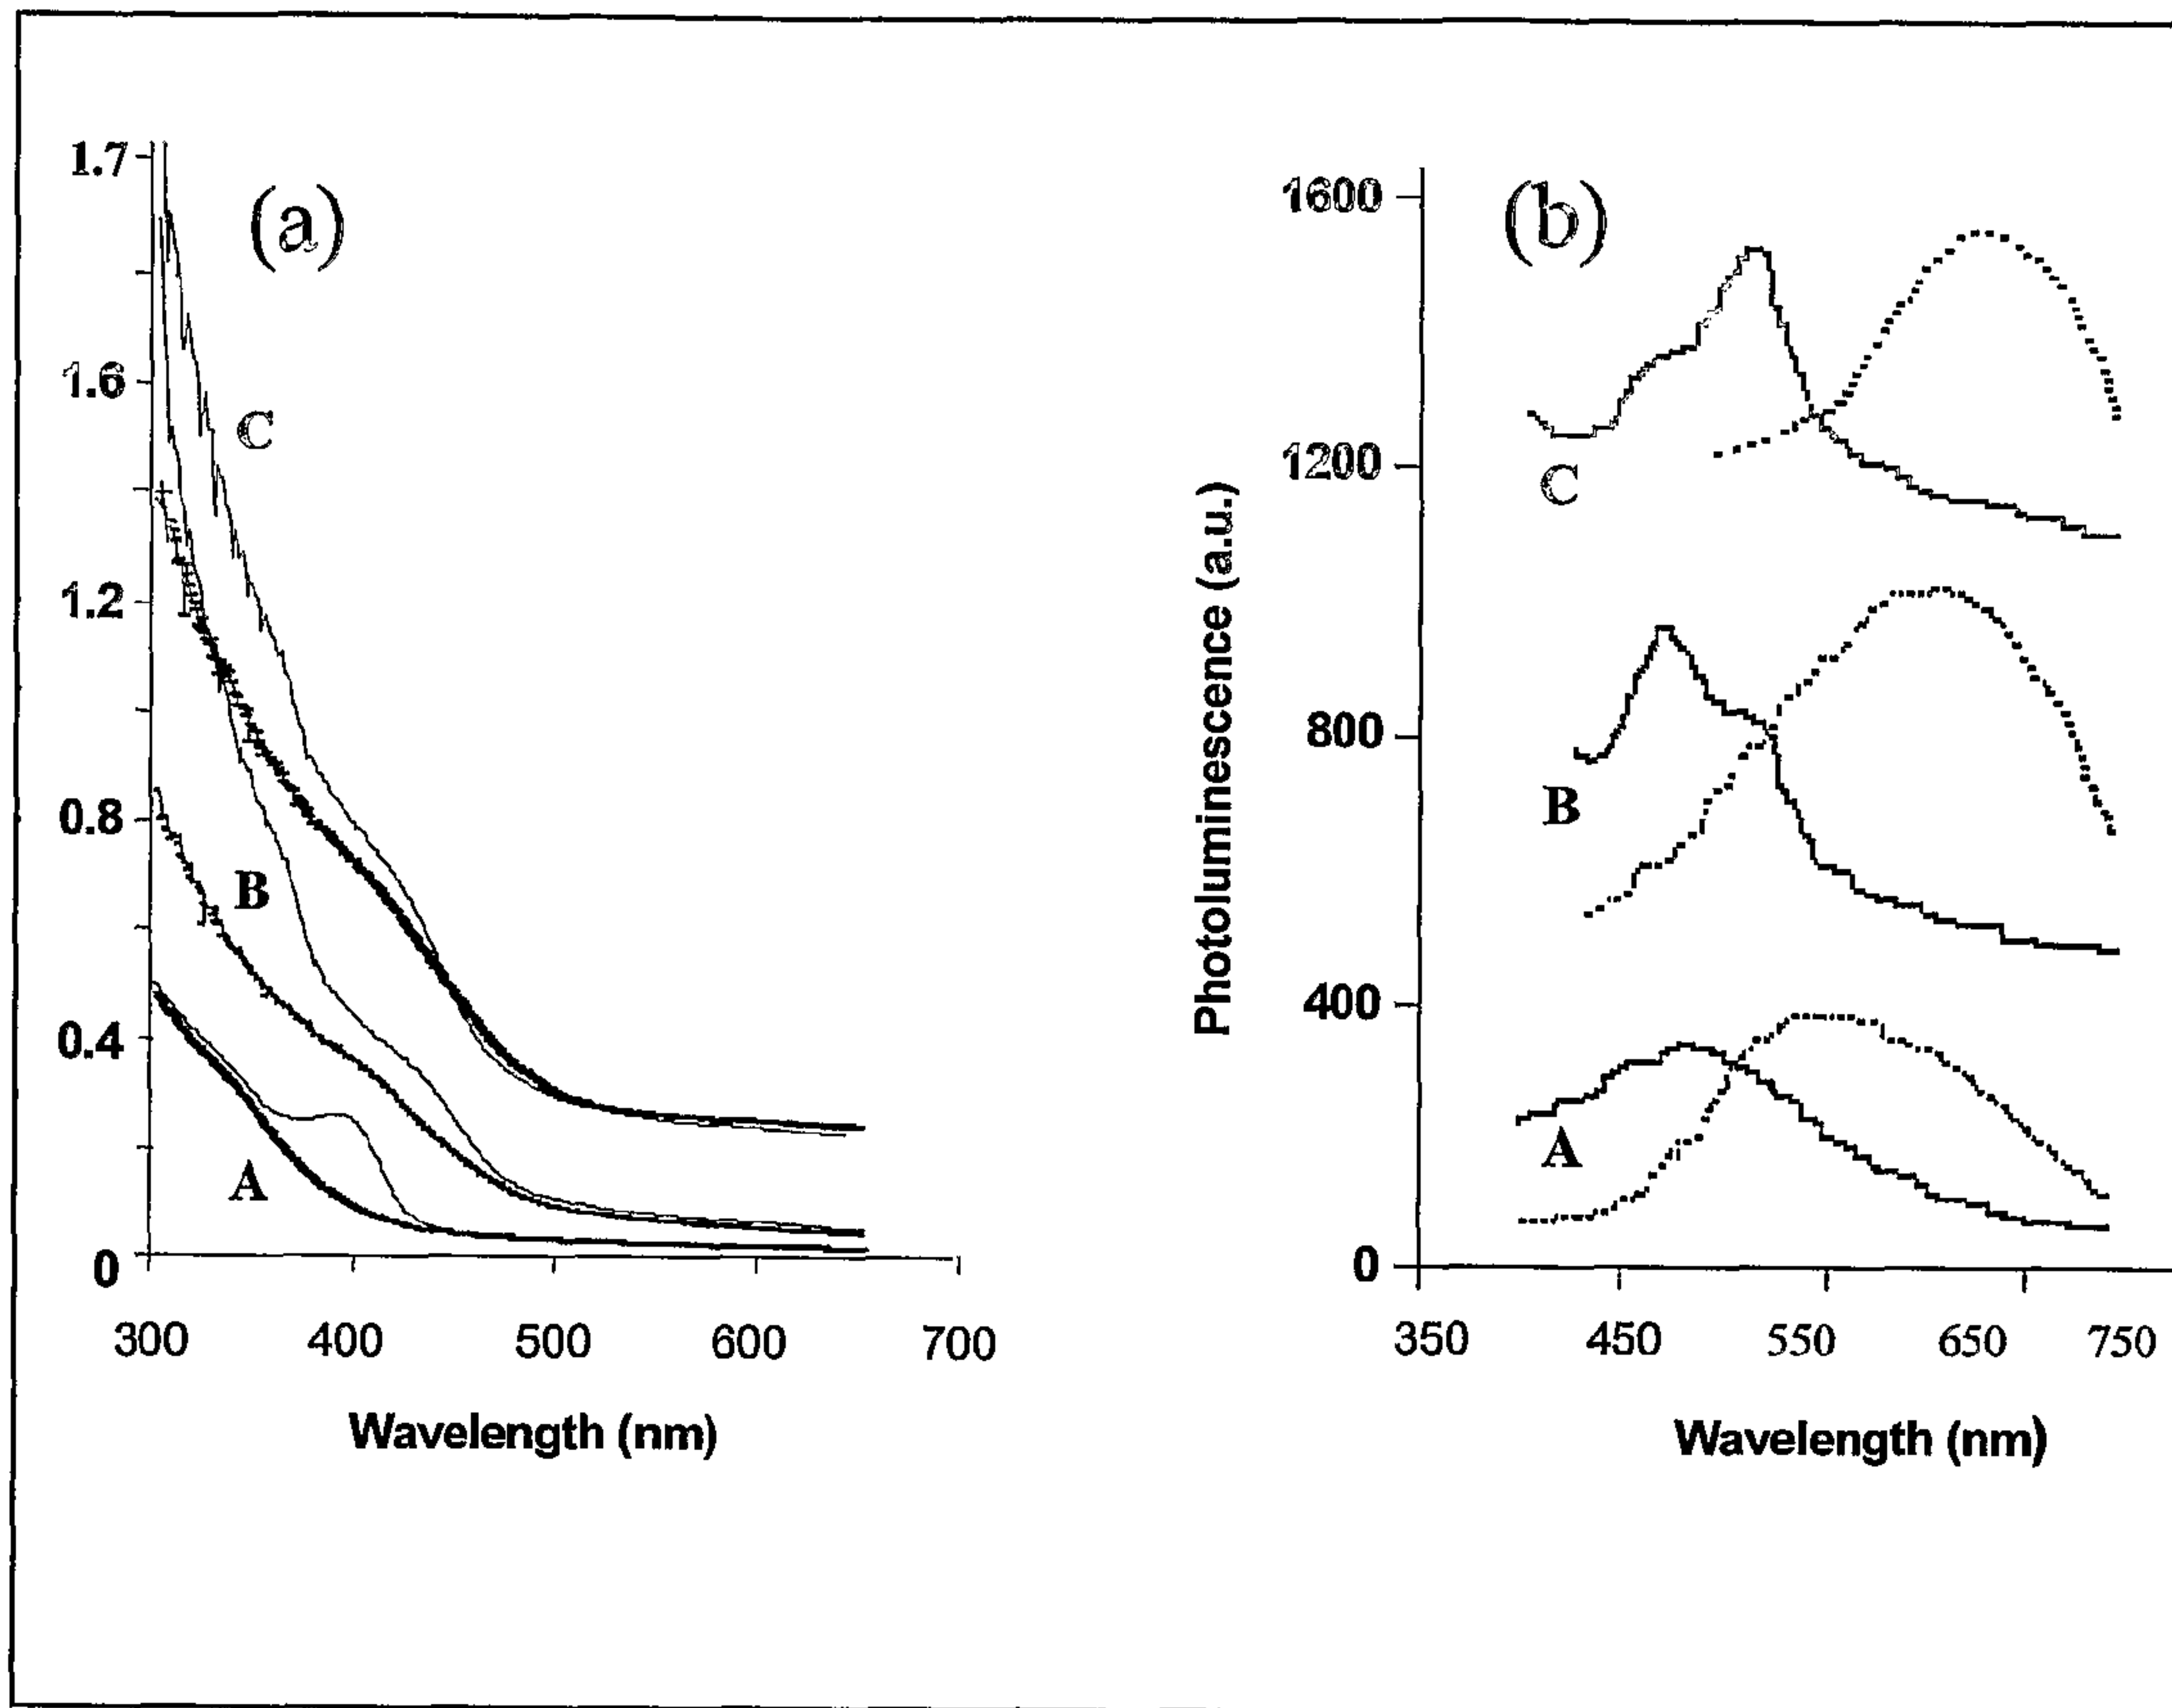 (a)
1.7
1.6
1.2
0.8
0.4
0
C
B
A
300 400 500 600 700
Wavelength (nm)
(b)
Photoluminescence (a.u.)
1600
1200
800
400
0
C
B
A
350 450 550 650 750
Wavelength (nm)